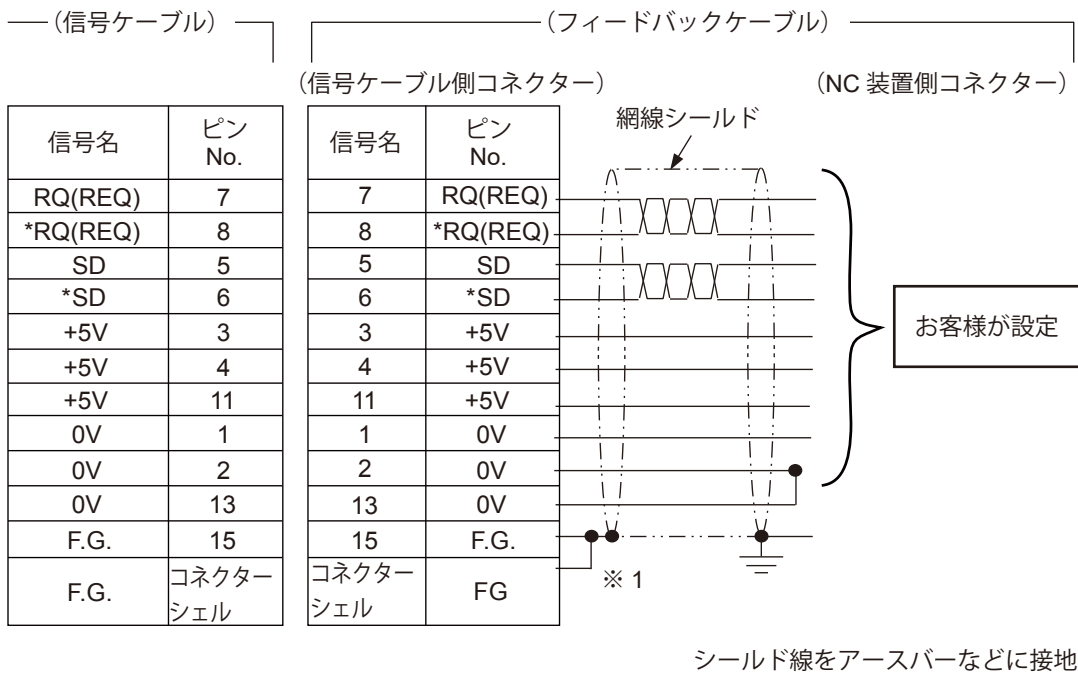 (信号ケーブル) (フィードバックケーブル)
(信号ケーブル側コネクター) (NC 装置側コネクター)
信号名 ピン No. 信号名 ピン No. 網線シールド
RQ(REQ) 7 7 RQ(REQ)
*RQ(REQ) 8 8 *RQ(REQ)
SD 5 5 SD
*SD 6 6 *SD
+5V 3 3 +5V お客様が設定
+5V 4 4 +5V
+5V 11 11 +5V
0V 1 1 0V
0V 2 2 0V
0V 13 13 0V
F.G. 15 15 F.G.
F.G. コネクターシェル コネクターシェル FG ※ 1
シールド線をアースバーなどに接地